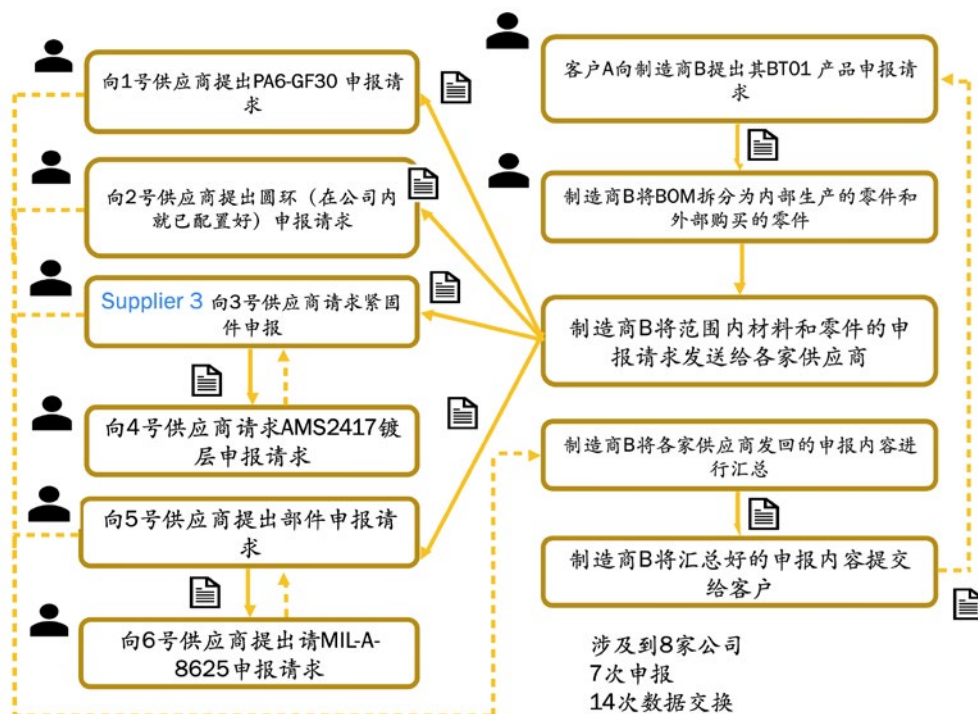 向1号供应商提出PA6-GF30 申报请
求
向2号供应商提出圆环（在公司内
就已配置好）申报请求
Supplier 3 向3号供应商请求紧固
件申报
向4号供应商请求AMS2417镀
层申报请求
向5号供应商提出部件申报请
求
向6号供应商提出请MIL-A-
8625申报请求
客户A向制造商B提出其BT01 产品申报请
求
制造商B将BOM拆分为内部生产的零件和
外部购买的零件
制造商B将范围内材料和零件的申
报请求发送给各家供应商
制造商B将各家供应商发回的申报内容进
行汇总
制造商B将汇总好的申报内容提交
给客户
涉及到8家公司
7次申报
14次数据交换